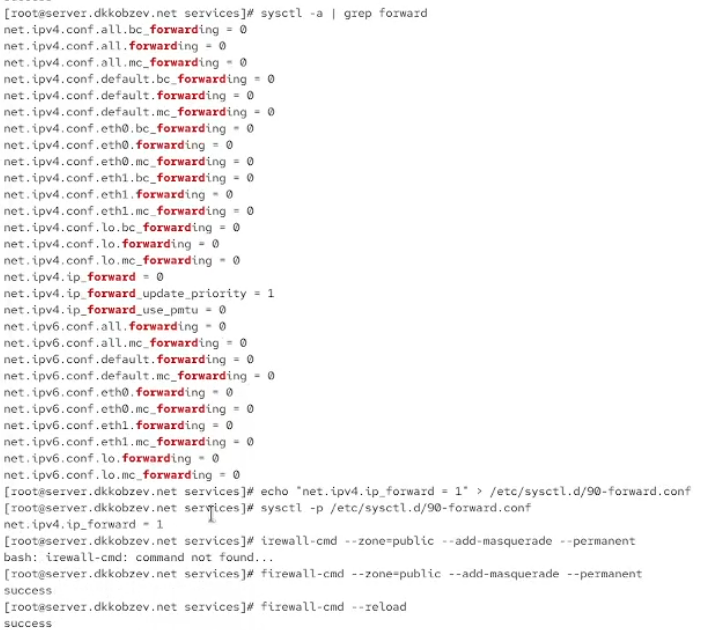 [root@server.dkkobzev.net services]# sysctl -a | grep forward
net.ipv4.conf.all.bc_forwarding = 0
net.ipv4.conf.all.forwarding = 0
net.ipv4.conf.all.mc_forwarding = 0
net.ipv4.conf.default.bc_forwarding = 0
net.ipv4.conf.default.forwarding = 0
net.ipv4.conf.default.mc_forwarding = 0
net.ipv4.conf.eth0.bc_forwarding = 0
net.ipv4.conf.eth0.forwarding = 0
net.ipv4.conf.eth0.mc_forwarding = 0
net.ipv4.conf.eth1.bc_forwarding = 0
net.ipv4.conf.eth1.forwarding = 0
net.ipv4.conf.eth1.mc_forwarding = 0
net.ipv4.conf.lo.bc_forwarding = 0
net.ipv4.conf.lo.forwarding = 0
net.ipv4.conf.lo.mc_forwarding = 0
net.ipv4.ip_forward = 0
net.ipv4.ip_forward_update_priority = 1
net.ipv4.ip_forward_use_pmtu = 0
net.ipv6.conf.all.forwarding = 0
net.ipv6.conf.all.mc_forwarding = 0
net.ipv6.conf.default.forwarding = 0
net.ipv6.conf.default.mc_forwarding = 0
net.ipv6.conf.eth0.forwarding = 0
net.ipv6.conf.eth0.mc_forwarding = 0
net.ipv6.conf.eth1.forwarding = 0
net.ipv6.conf.eth1.mc_forwarding = 0
net.ipv6.conf.lo.forwarding = 0
net.ipv6.conf.lo.mc_forwarding = 0
[root@server.dkkobzev.net services]# echo "net.ipv4.ip_forward = 1" > /etc/sysctl.d/90-forward.conf
[root@server.dkkobzev.net services]# sysctl -p /etc/sysctl.d/90-forward.conf
net.ipv4.ip_forward = 1
[root@server.dkkobzev.net services]# irewall-cmd --zone=public --add-masquerade --permanent
bash: irewall-cmd: command not found...
[root@server.dkkobzev.net services]# firewall-cmd --zone=public --add-masquerade --permanent
success
[root@server.dkkobzev.net services]# firewall-cmd --reload
success